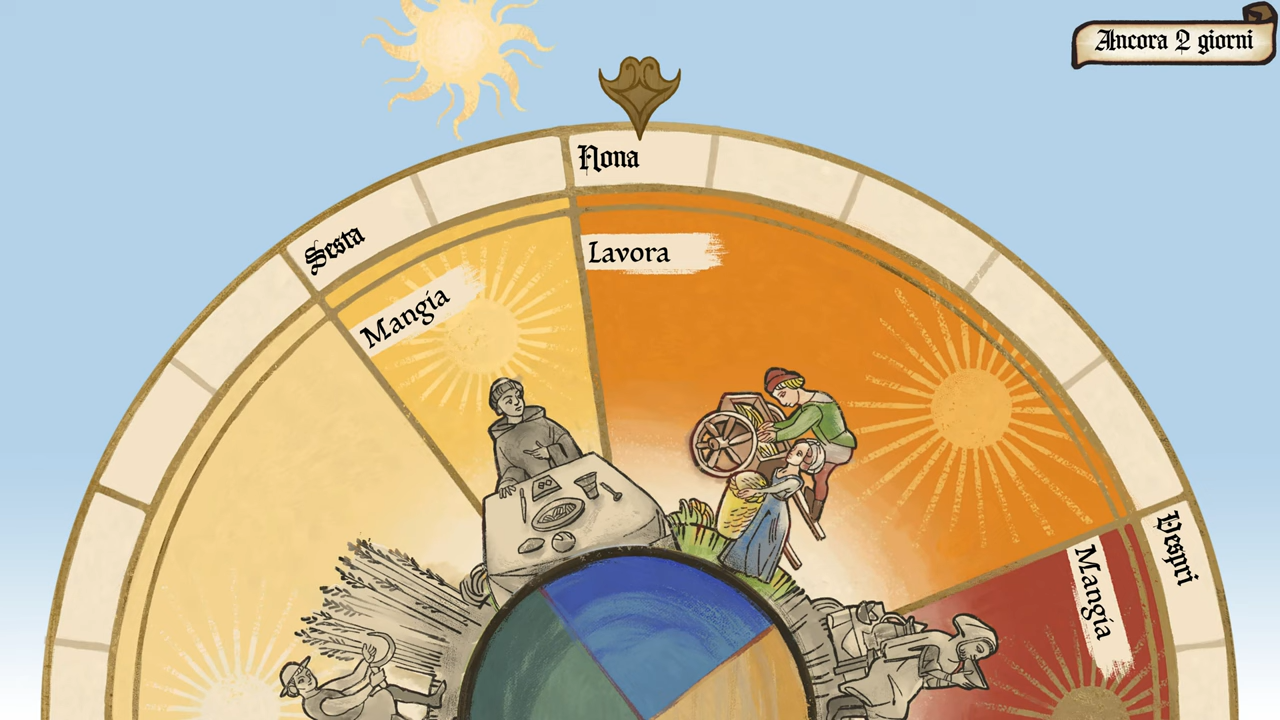 Ancora 2 giorni
Nona
Sesta
Lavora
Mangia
Vespri
Mangia